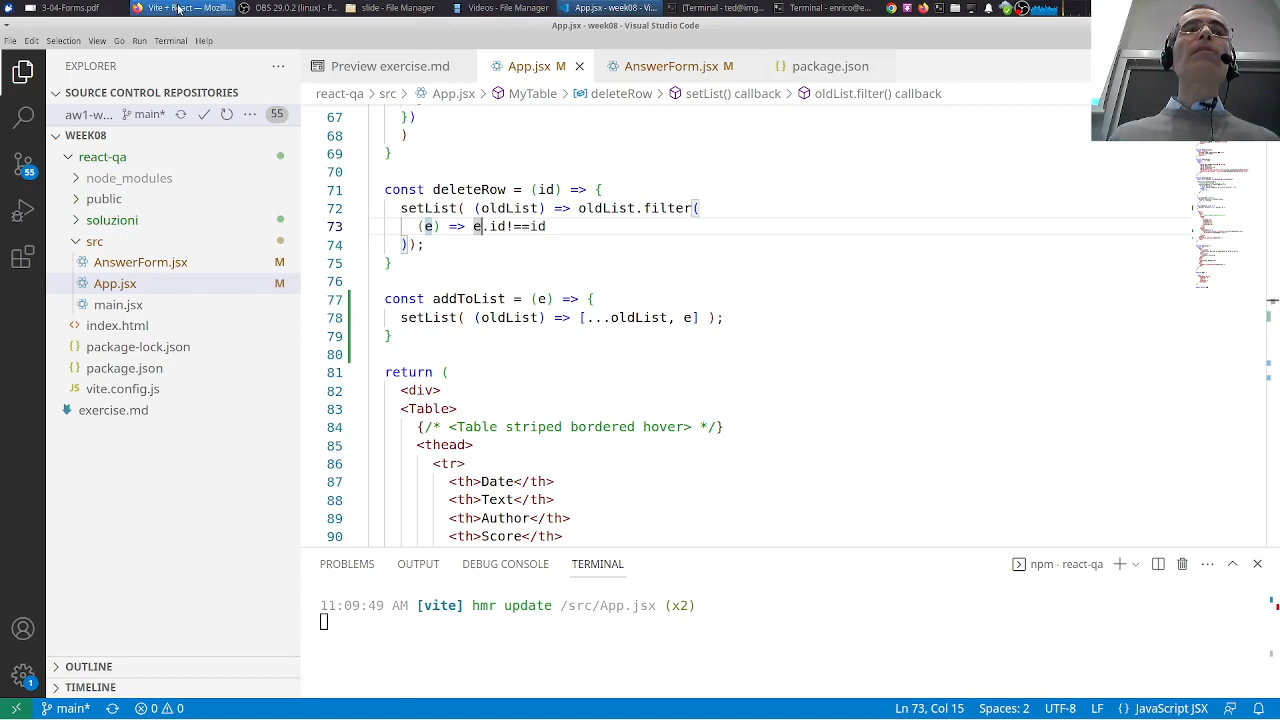 3-04-Forms.pdf
Vite + React — Mozill...
OBS 29.0.2 (linux) - P...
slide - File Manager
Videos - File Manager
App.jsx - week08 - Vis...
[Terminal - ted@ing...
Terminal - enrico@e...
App.jsx - week08 - Visual Studio Code
File Edit Selection View Go Run Terminal Help
EXPLORER
Preview exercise.md
App.jsx M
AnswerForm.jsx M
package.json
SOURCE CONTROL REPOSITORIES
react-qa > src > App.jsx > MyTable > deleteRow > setList() callback > oldList.filter() callback
aw1-w... main* 55
WEEK08
react-qa
node_modules
public
soluzioni
src
AnswerForm.jsx M
App.jsx M
main.jsx
index.html
package-lock.json
package.json
vite.config.js
exercise.md
OUTLINE
TIMELINE
55
1
67 })
68 )
69 }
70
71 const deleteRow= (id) => {
72 setList( (oldList) => oldList.filter(
73 (e) => e.id!==id
74 ));
75 }
76
77 const addToList = (e) => {
78 setList( (oldList) => [...oldList, e] );
79 }
80
81 return (
82 <div>
83 <Table>
84 {/* <Table striped bordered hover> */}
85 <thead>
86 <tr>
87 <th>Date</th>
88 <th>Text</th>
89 <th>Author</th>
90 <th>Score</th>
PROBLEMS OUTPUT DEBUG CONSOLE TERMINAL
npm - react-qa
11:09:49 AM [vite] hmr update /src/App.jsx (x2)
main* 0 0
Ln 73, Col 15 Spaces: 2 UTF-8 LF {} JavaScript JSX